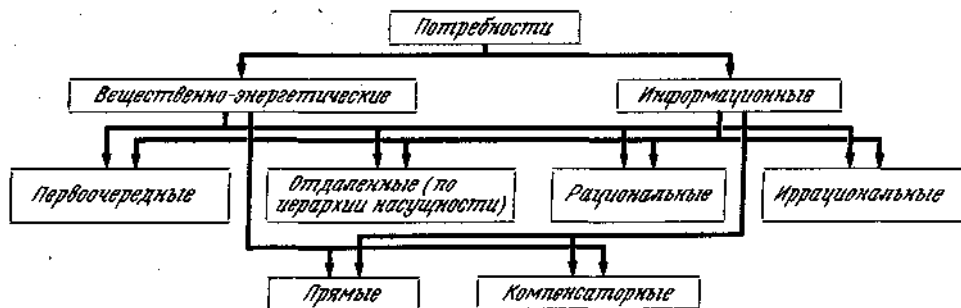 Потребности
Вещественно-энергетические
Информационные
Первоочередные
Отдаленные (по
иерархии насущности)
Рациональные
Иррациональные
Прямые
Компенсаторные